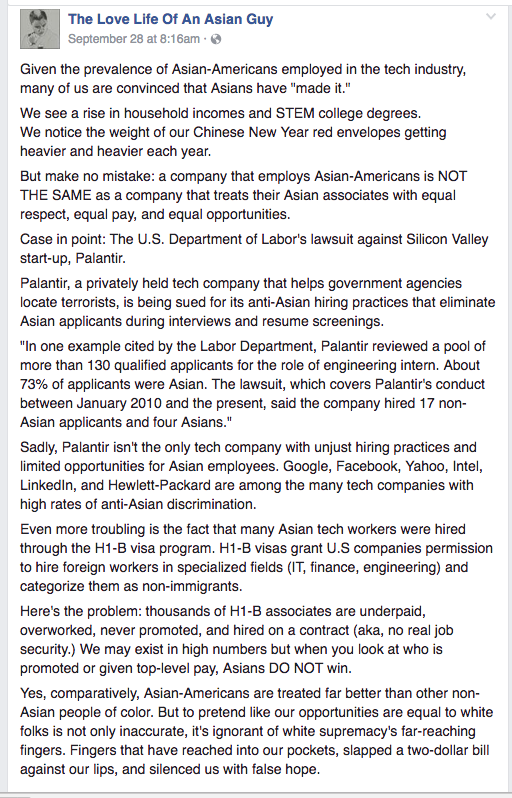 The Love Life Of An Asian Guy
September 28 at 8:16am ·
Given the prevalence of Asian-Americans employed in the tech industry,
many of us are convinced that Asians have "made it."
We see a rise in household incomes and STEM college degrees.
We notice the weight of our Chinese New Year red envelopes getting
heavier and heavier each year.
But make no mistake: a company that employs Asian-Americans is NOT
THE SAME as a company that treats their Asian associates with equal
respect, equal pay, and equal opportunities.
Case in point: The U.S. Department of Labor's lawsuit against Silicon Valley
start-up, Palantir.
Palantir, a privately held tech company that helps government agencies
locate terrorists, is being sued for its anti-Asian hiring practices that eliminate
Asian applicants during interviews and resume screenings.
"In one example cited by the Labor Department, Palantir reviewed a pool of
more than 130 qualified applicants for the role of engineering intern. About
73% of applicants were Asian. The lawsuit, which covers Palantir's conduct
between January 2010 and the present, said the company hired 17 non-
Asian applicants and four Asians."
Sadly, Palantir isn't the only tech company with unjust hiring practices and
limited opportunities for Asian employees. Google, Facebook, Yahoo, Intel,
LinkedIn, and Hewlett-Packard are among the many tech companies with
high rates of anti-Asian discrimination.
Even more troubling is the fact that many Asian tech workers were hired
through the H1-B visa program. H1-B visas grant U.S companies permission
to hire foreign workers in specialized fields (IT, finance, engineering) and
categorize them as non-immigrants.
Here's the problem: thousands of H1-B associates are underpaid,
overworked, never promoted, and hired on a contract (aka, no real job
security.) We may exist in high numbers but when you look at who is
promoted or given top-level pay, Asians DO NOT win.
Yes, comparatively, Asian-Americans are treated far better than other non-
Asian people of color. But to pretend like our opportunities are equal to white
folks is not only inaccurate, it's ignorant of white supremacy's far-reaching
fingers. Fingers that have reached into our pockets, slapped a two-dollar bill
against our lips, and silenced us with false hope.